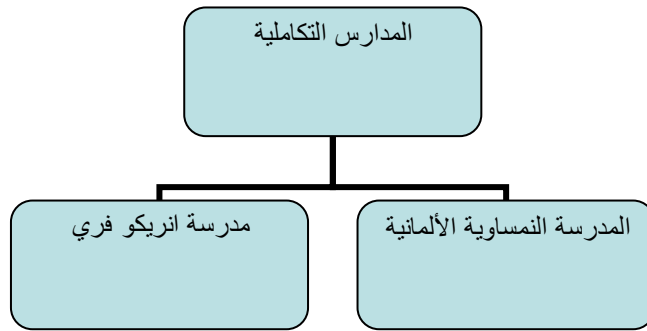 المدارس التكاملية
المدرسة النمساوية الألمانية
مدرسة انريكو فري